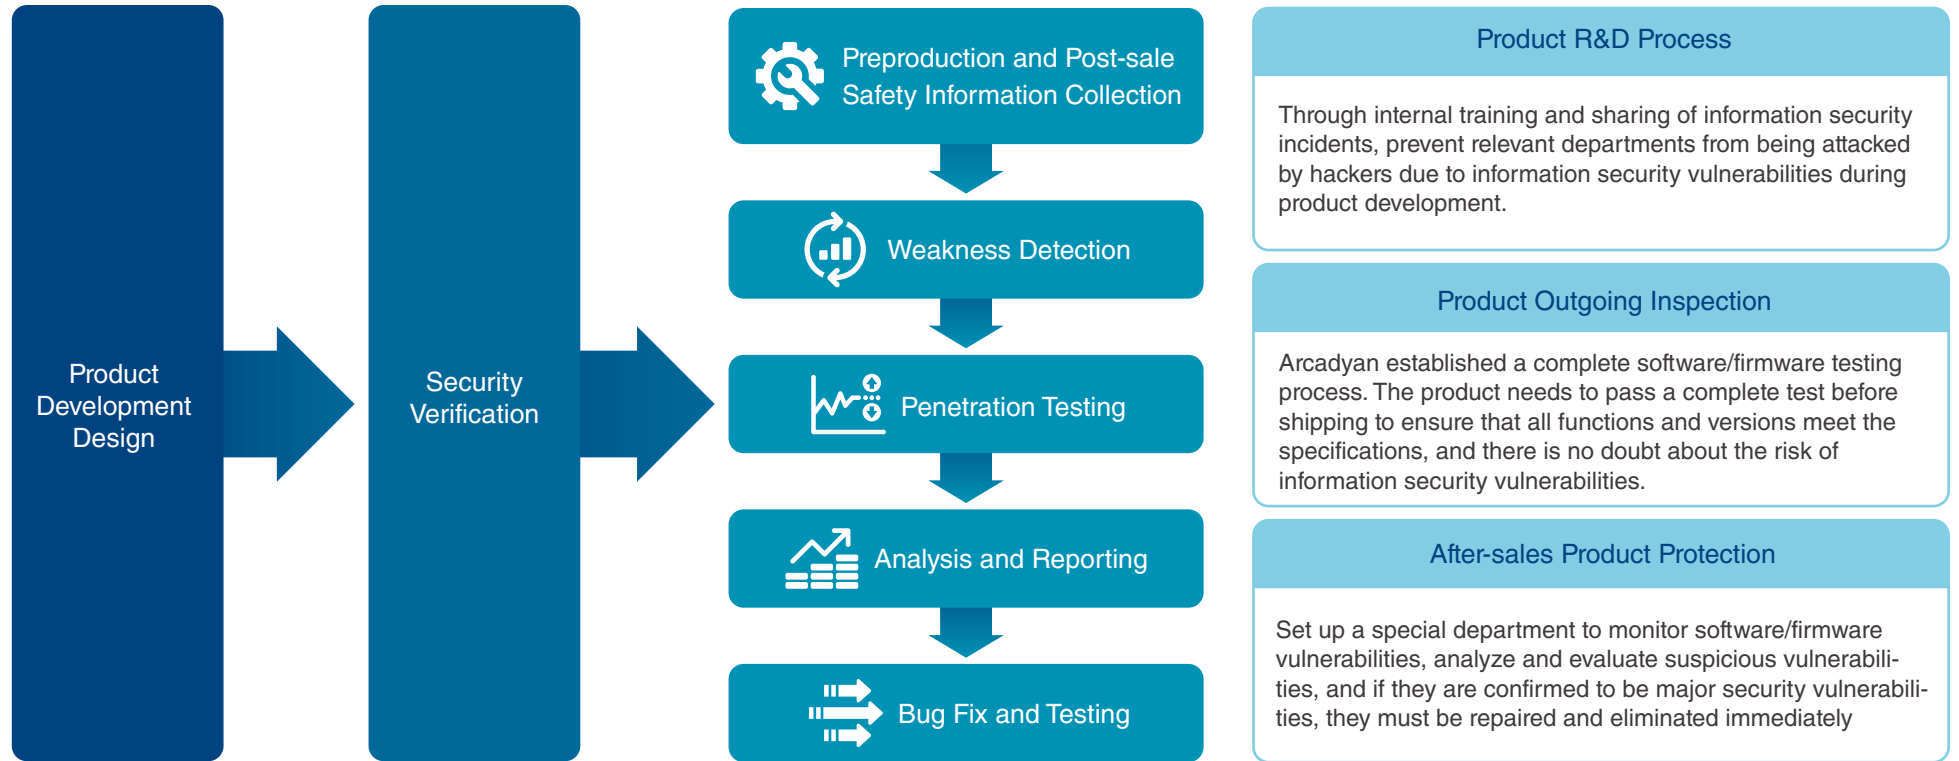 Product
Development
Design
Security
Verification
Preproduction and Post-sale
Safety Information Collection
Weakness Detection
Penetration Testing
Analysis and Reporting
Bug Fix and Testing
Product R&D Process
Through internal training and sharing of information security
incidents, prevent relevant departments from being attacked
by hackers due to information security vulnerabilities during
product development.
Product Outgoing Inspection
Arcadyan established a complete software/firmware testing
process. The product needs to pass a complete test before
shipping to ensure that all functions and versions meet the
specifications, and there is no doubt about the risk of
information security vulnerabilities.
After-sales Product Protection
Set up a special department to monitor software/firmware
vulnerabilities, analyze and evaluate suspicious vulnerabili-
ties, and if they are confirmed to be major security vulnerabili-
ties, they must be repaired and eliminated immediately